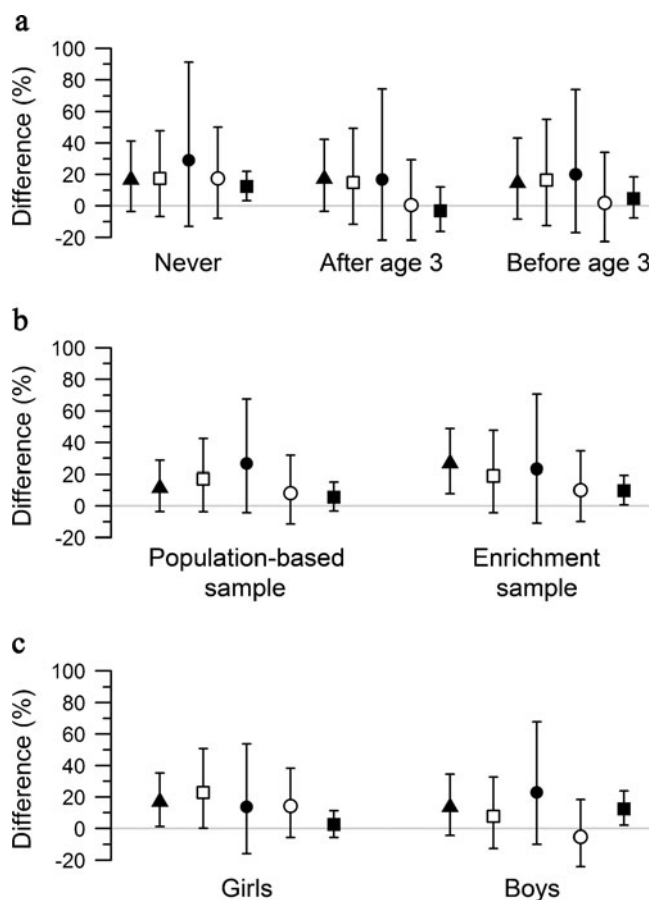 a
Difference (%)
100
80
60
40
20
0
-20
Never
After age 3
Before age 3
b
Difference (%)
100
80
60
40
20
0
-20
Population-based
sample
Enrichment
sample
c
Difference (%)
100
80
60
40
20
0
-20
Girls
Boys